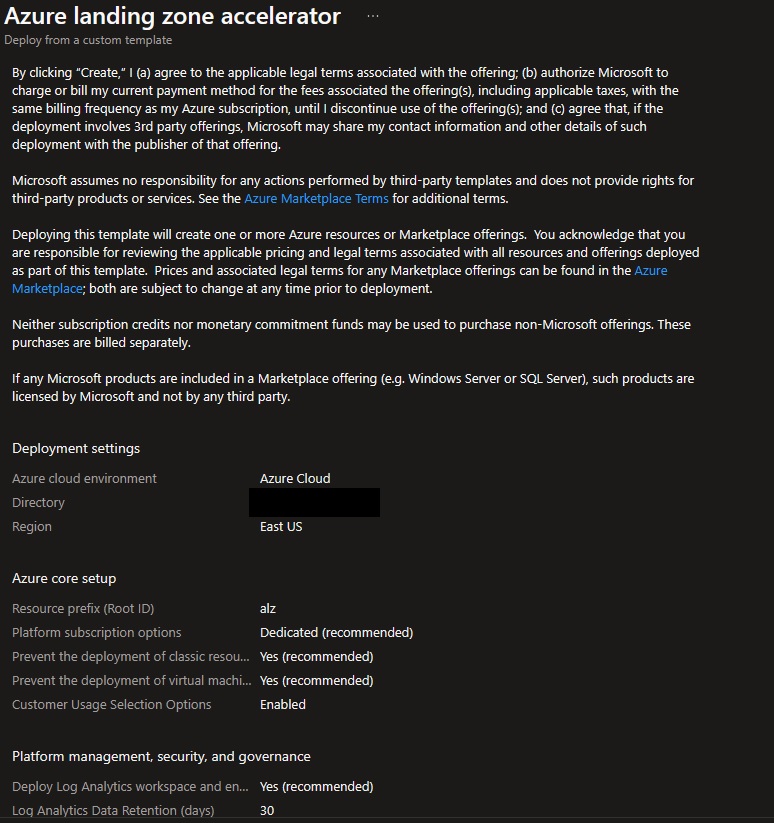 Azure landing zone accelerator ...
Deploy from a custom template
By clicking “Create,” I (a) agree to the applicable legal terms associated with the offering; (b) authorize Microsoft to
charge or bill my current payment method for the fees associated the offering(s), including applicable taxes, with the
same billing frequency as my Azure subscription, until I discontinue use of the offering(s); and (c) agree that, if the
deployment involves 3rd party offerings, Microsoft may share my contact information and other details of such
deployment with the publisher of that offering.
Microsoft assumes no responsibility for any actions performed by third-party templates and does not provide rights for
third-party products or services. See the Azure Marketplace Terms for additional terms.
Deploying this template will create one or more Azure resources or Marketplace offerings.  You acknowledge that you
are responsible for reviewing the applicable pricing and legal terms associated with all resources and offerings deployed
as part of this template.  Prices and associated legal terms for any Marketplace offerings can be found in the Azure
Marketplace; both are subject to change at any time prior to deployment.
Neither subscription credits nor monetary commitment funds may be used to purchase non-Microsoft offerings. These
purchases are billed separately.
If any Microsoft products are included in a Marketplace offering (e.g. Windows Server or SQL Server), such products are
licensed by Microsoft and not by any third party.
Deployment settings
Azure cloud environment Azure Cloud
Directory
Region East US
Azure core setup
Resource prefix (Root ID) alz
Platform subscription options Dedicated (recommended)
Prevent the deployment of classic resou... Yes (recommended)
Prevent the deployment of virtual machi... Yes (recommended)
Customer Usage Selection Options Enabled
Platform management, security, and governance
Deploy Log Analytics workspace and en... Yes (recommended)
Log Analytics Data Retention (days) 30